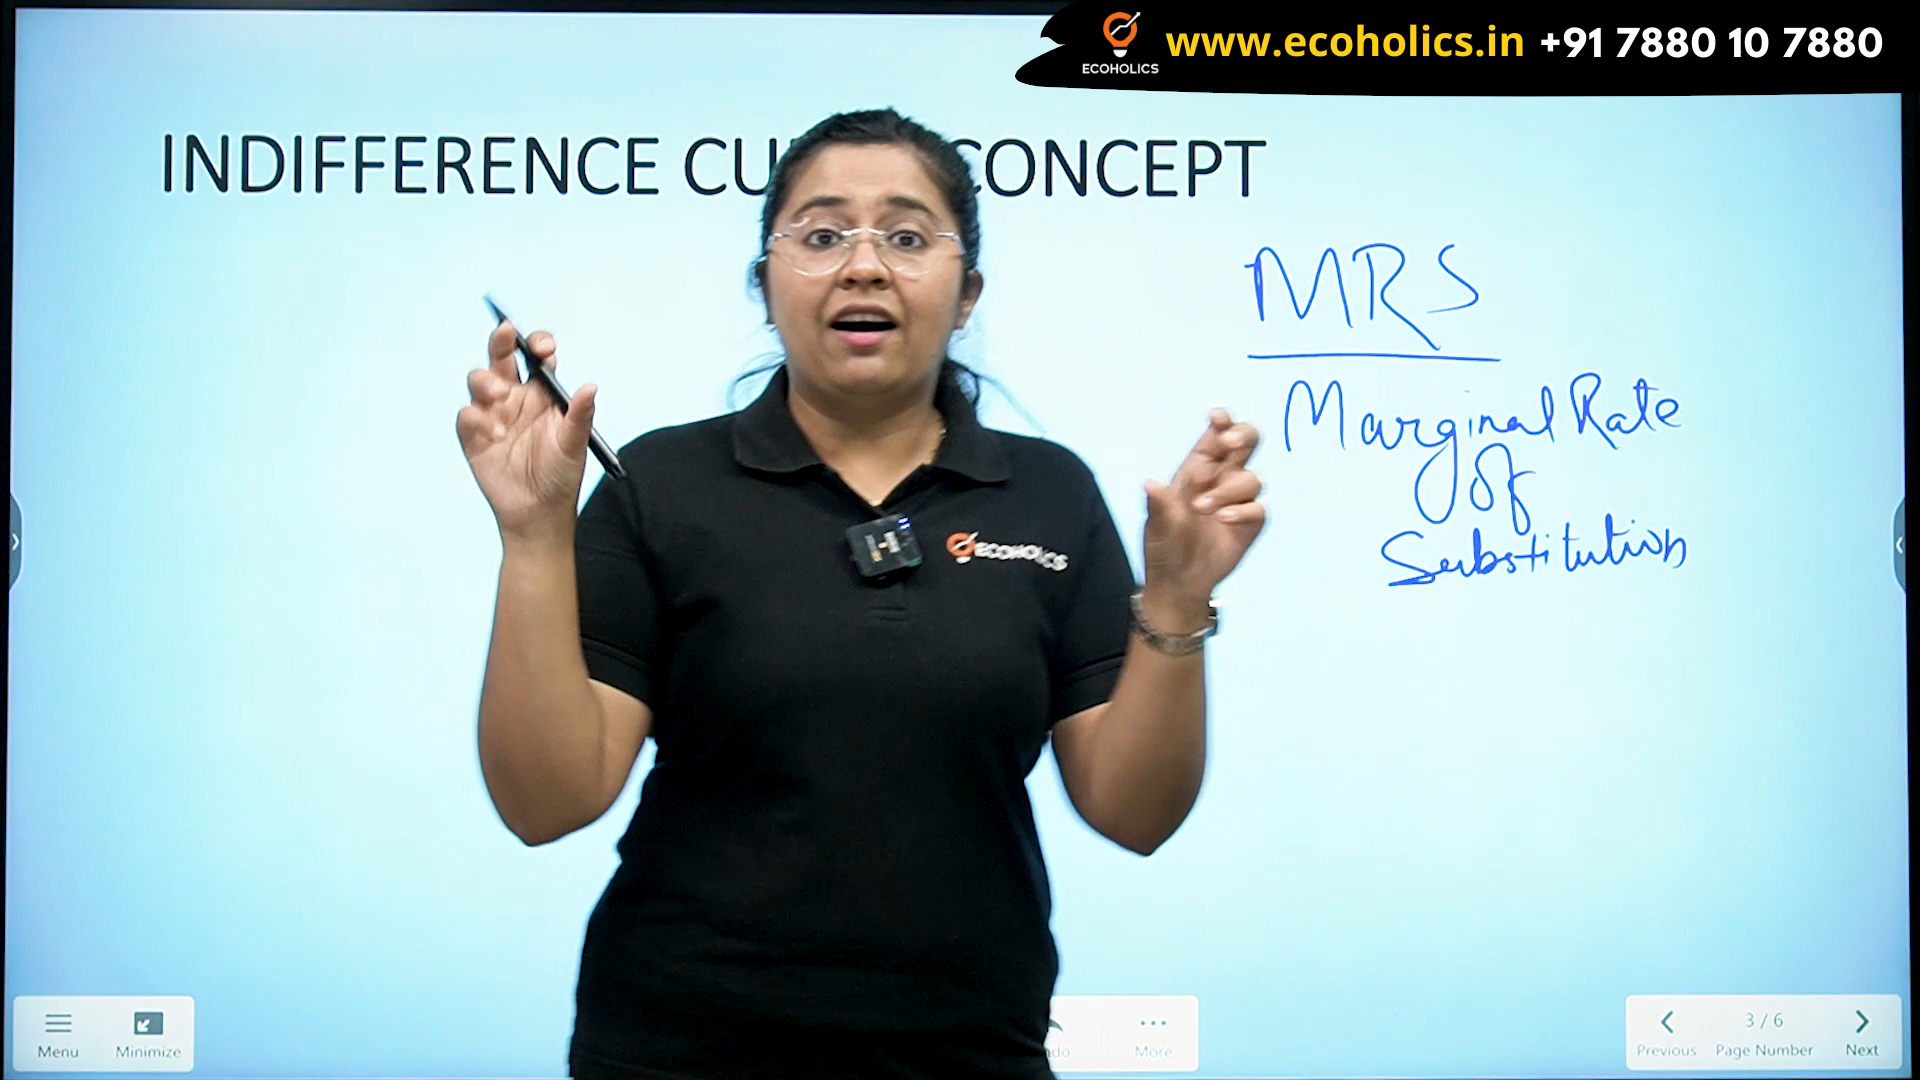 www.ecoholics.in +91 7880 10 7880
ECOHOLICS
INDIFFERENCE CU CONCEPT
MRS
Marginal Rate
of
Substitution
ECOHOLICS
Menu
Minimize
do
More
3 / 6
Previous
Page Number
Next